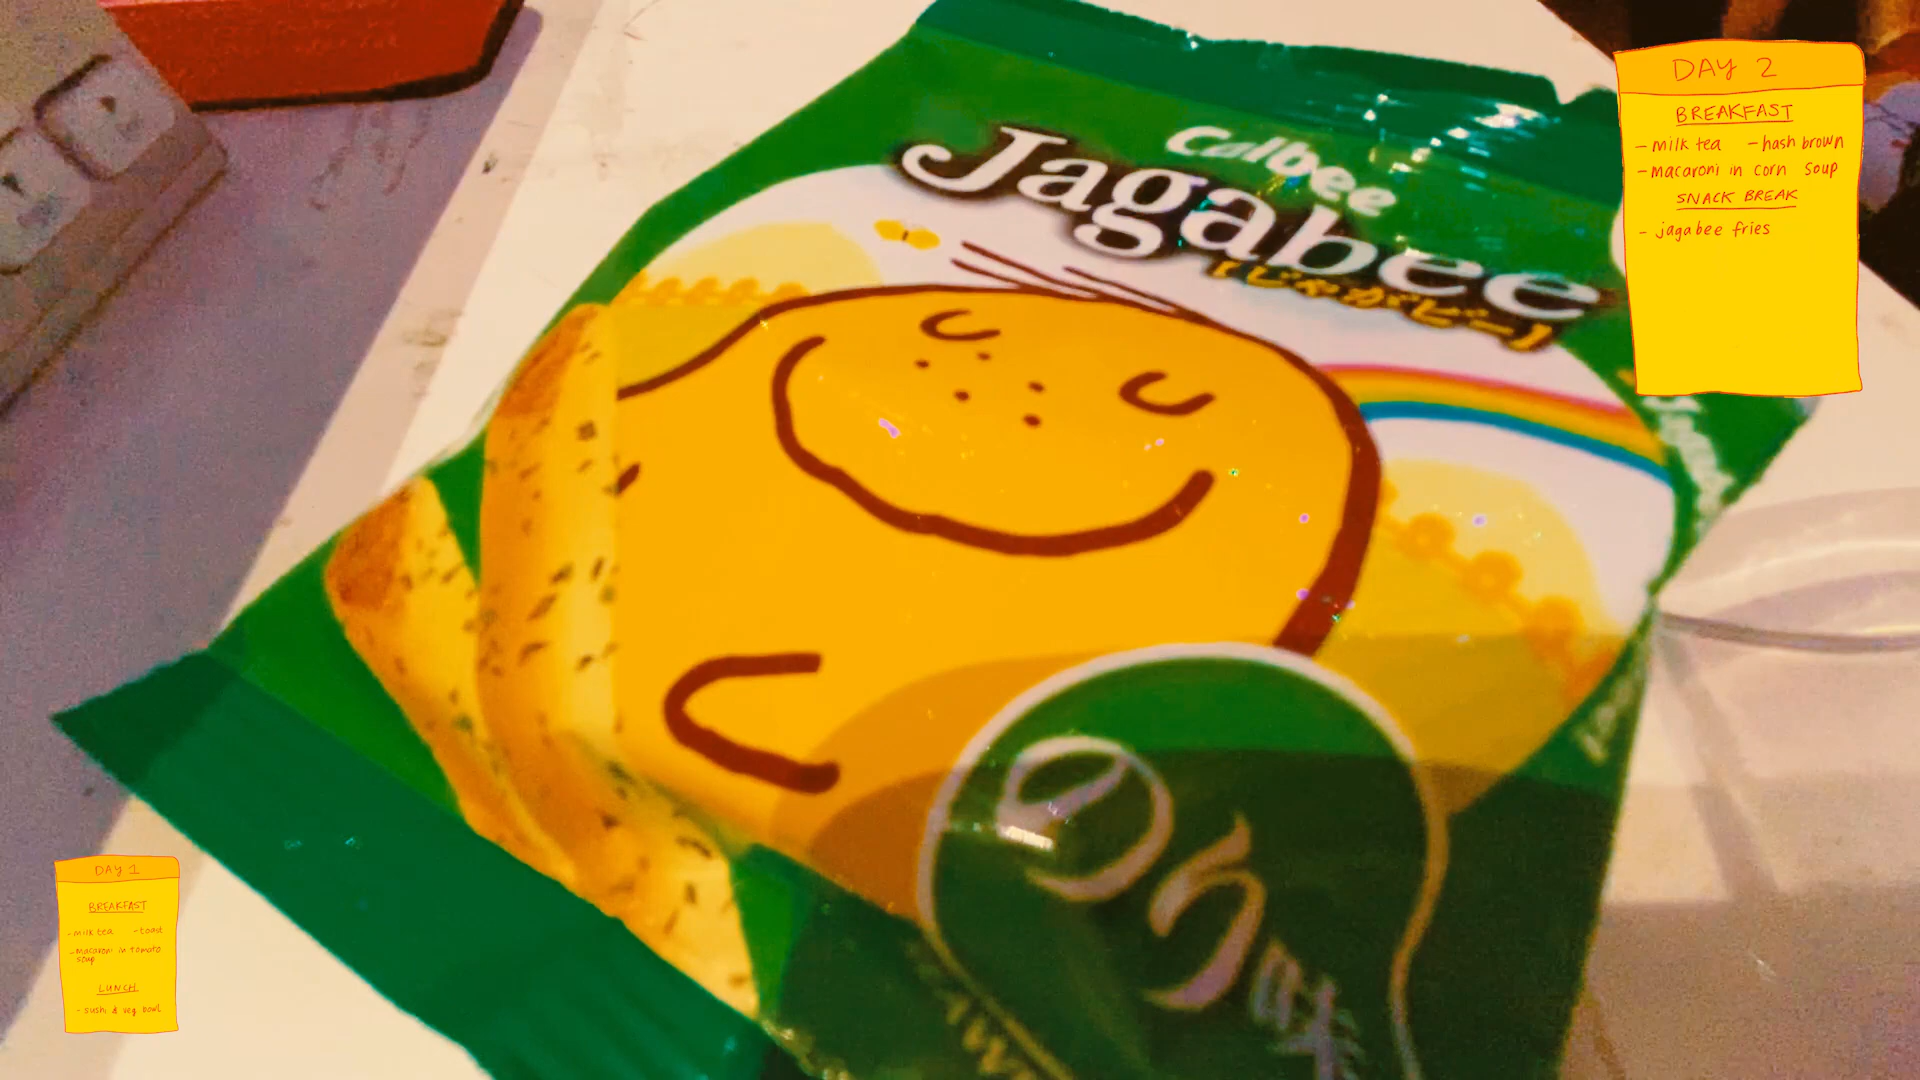 Calbee
Jagabee
(じゃがビー)
DAY 2
BREAKFAST
- milk tea - hash brown
- macaroni in corn soup
SNACK BREAK
- jagabee fries
DAY 1
BREAKFAST
- milk tea - toast
- macaroni in tomato
soup
LUNCH
- sushi & veg bowl